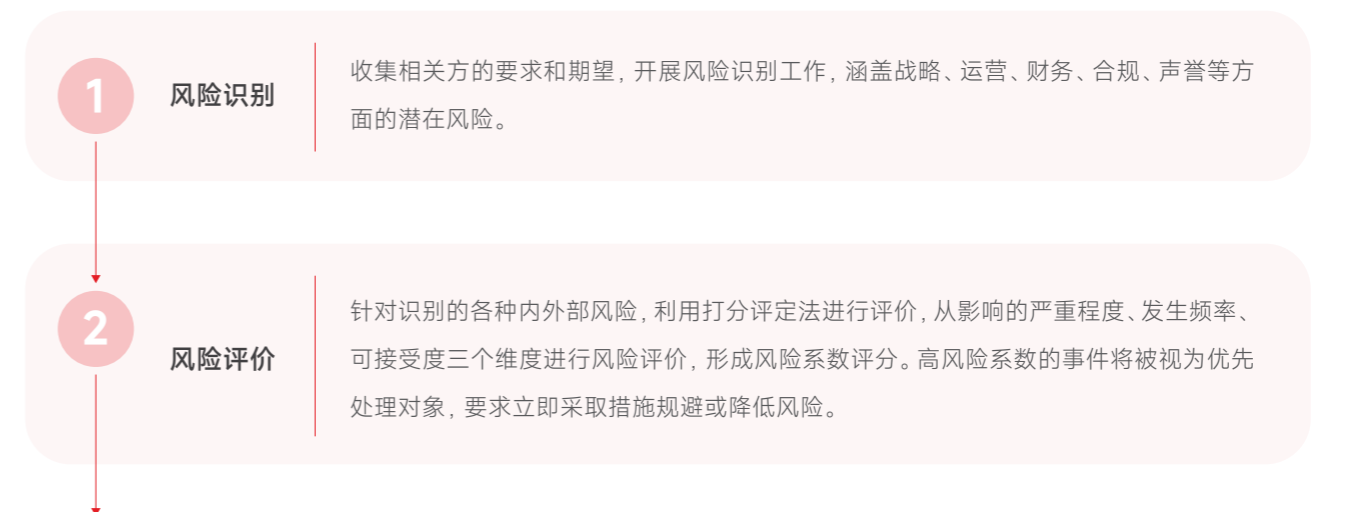 1
风险识别
收集相关方的要求和期望，开展风险识别工作，涵盖战略、运营、财务、合规、声誉等方
面的潜在风险。
2
风险评价
针对识别的各种内外部风险，利用打分评定法进行评价，从影响的严重程度、发生频率、
可接受度三个维度进行风险评价，形成风险系数评分。高风险系数的事件将被视为优先
处理对象，要求立即采取措施规避或降低风险。